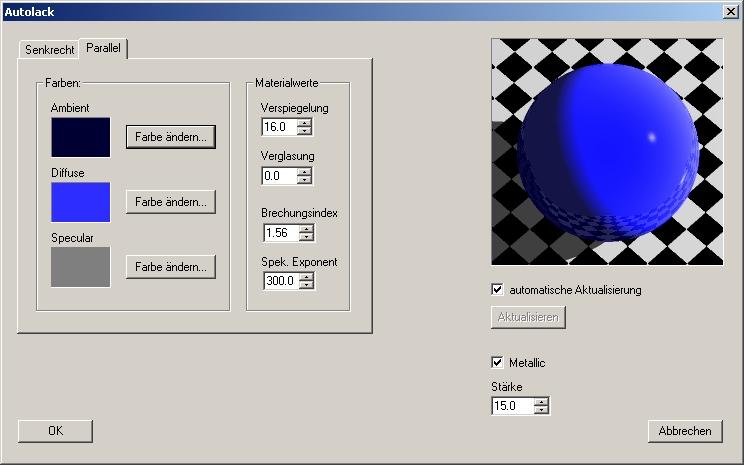 Autolack
Senkrecht
Parallel
Farben:
Ambient
Farbe ändern...
Diffuse
Farbe ändern...
Specular
Farbe ändern...
Materialwerte
Verspiegelung
16.0
Verglasung
0.0
Brechungsindex
1.56
Spek. Exponent
300.0
automatische Aktualisierung
Aktualisieren
Metallic
Stärke
15.0
OK
Abbrechen